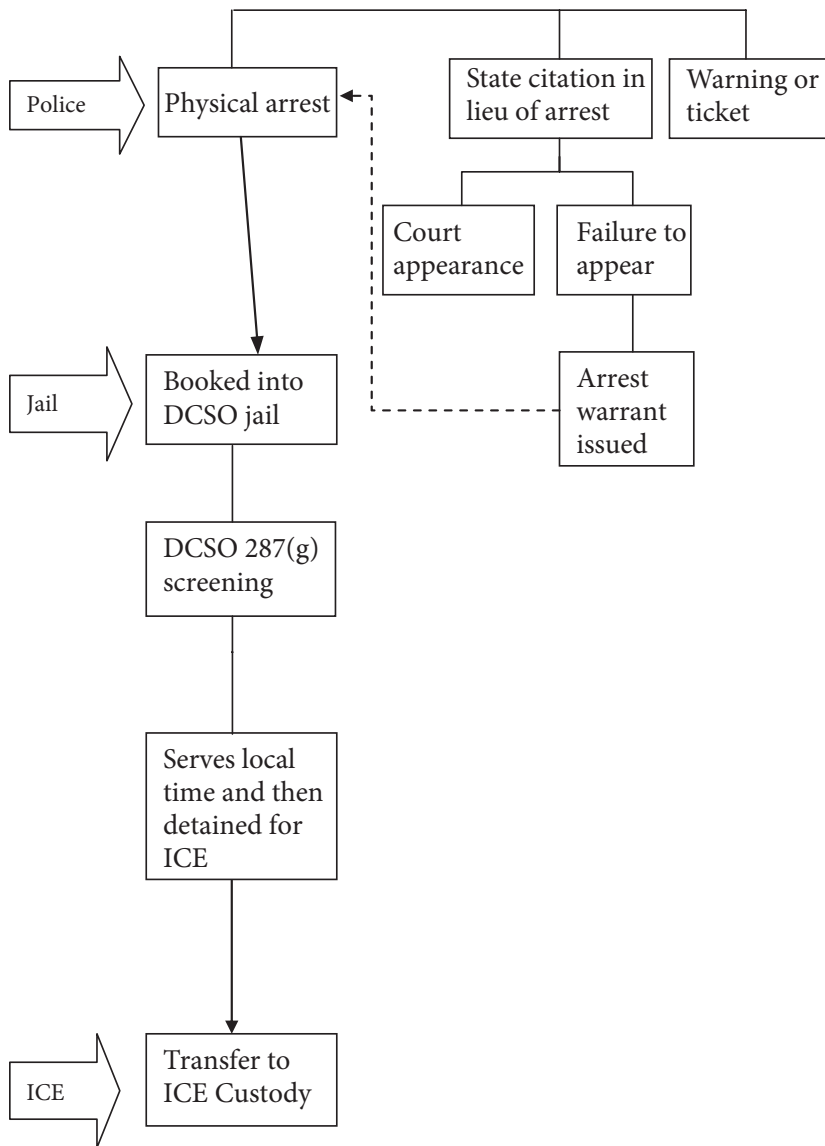 Police
Physical arrest
State citation in
lieu of arrest
Warning or
ticket
Court
appearance
Failure to
appear
Jail
Booked into
DCSO jail
Arrest
warrant
issued
DCSO 287(g)
screening
Serves local
time and then
detained for
ICE
ICE
Transfer to
ICE Custody